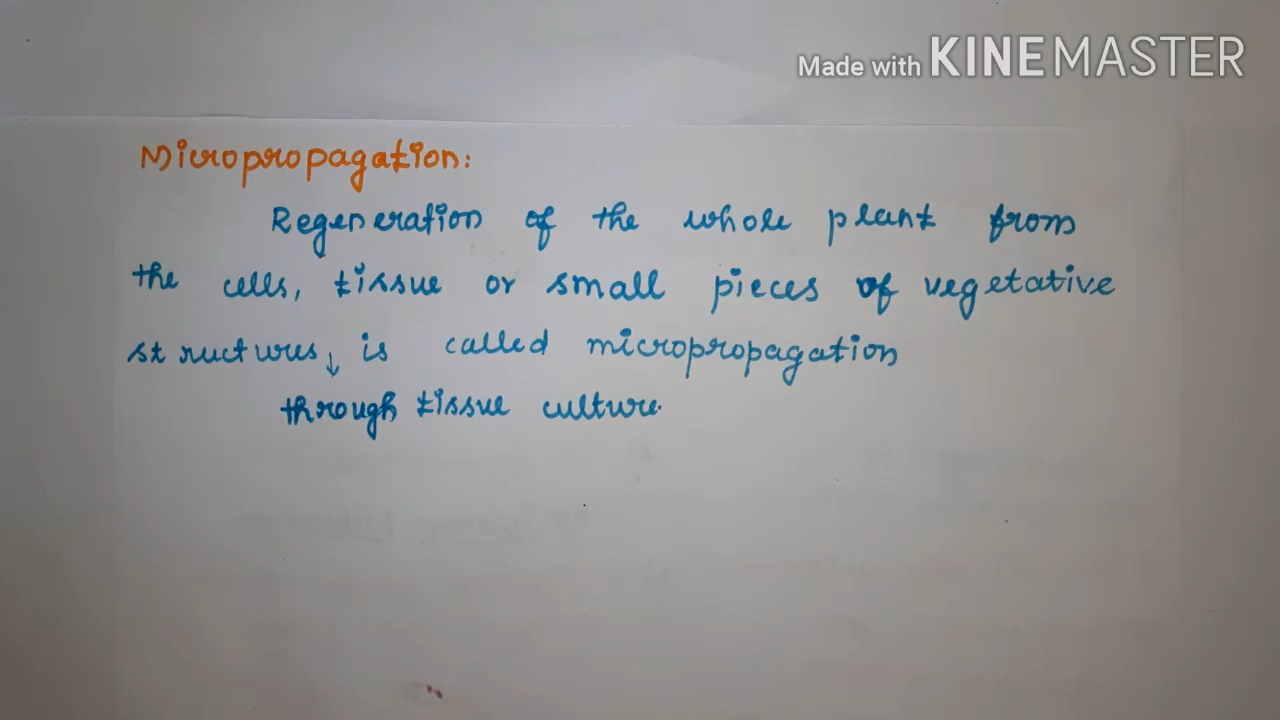 Made with KINEMASTER
Micropropagation:
Regeneration of the whole plant from
the cells, tissue or small pieces of vegetative
structures, is called micropropagation
↓
through tissue culture.